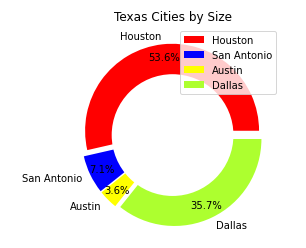 Texas Cities by Size
Houston
Houston
San Antonio
Austin
Dallas
53.6%
7.1%
San Antonio
3.6%
Austin
35.7%
Dallas